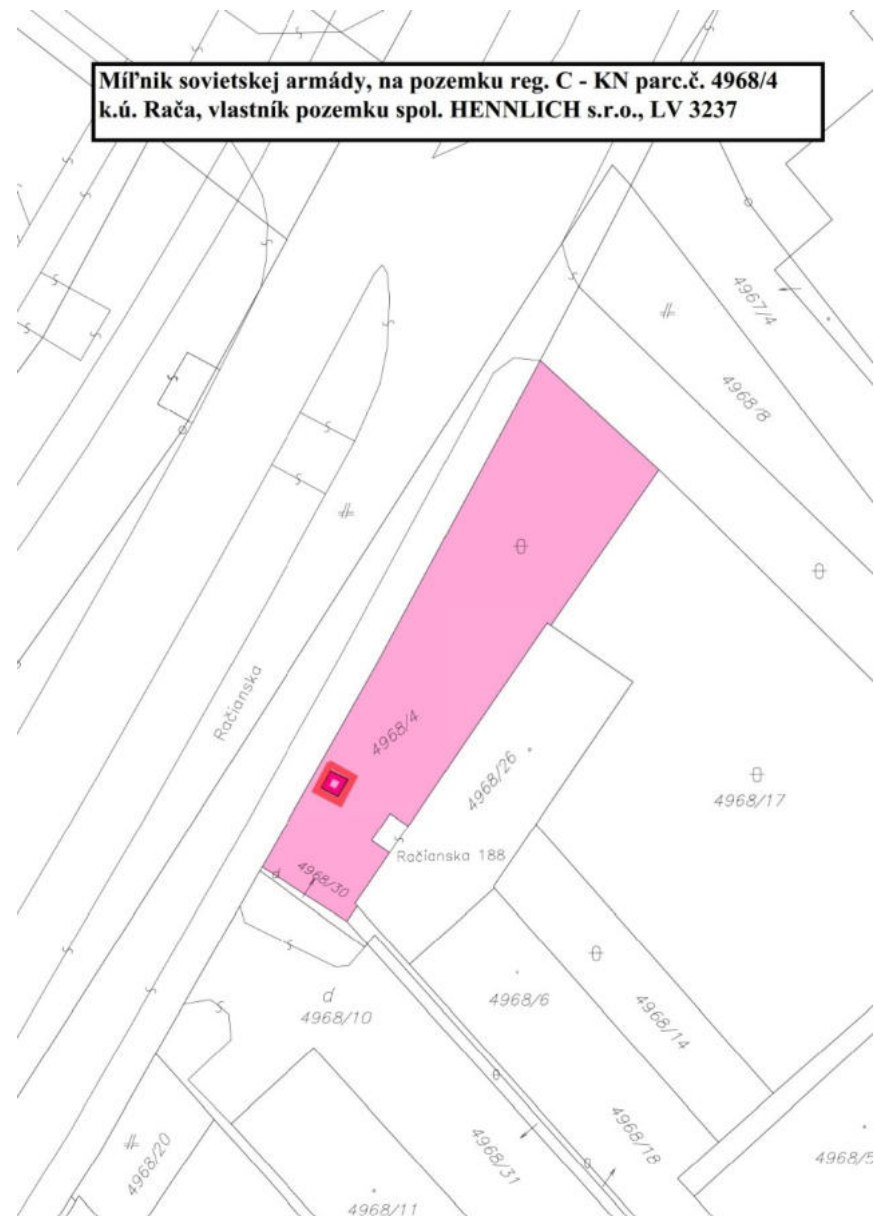 Míľnik sovietskej armády, na pozemku reg. C - KN parc.č. 4968/4
k.ú. Rača, vlastník pozemku spol. HENNLICH s.r.o., LV 3237
4967/4
4968/8
Račianska
4968/4
4968/26
4968/17
Račianska 188
4968/30
4968/6
d
4968/10
4968/14
4968/20
4968/31
4968/18
4968/5
4968/11